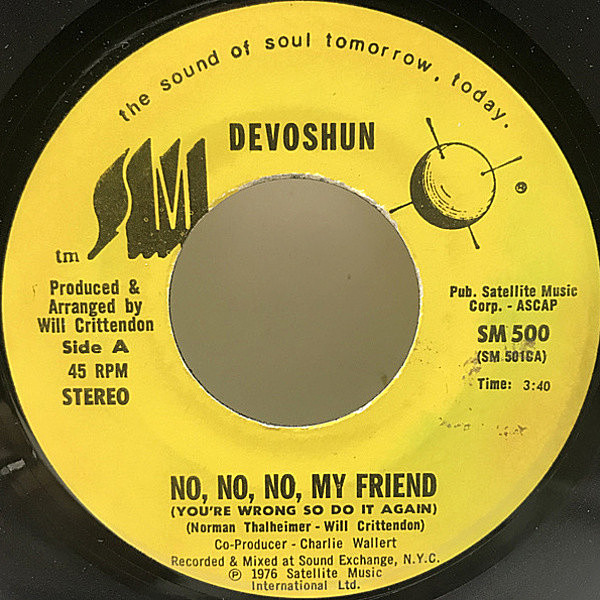 the sound of soul tomorrow, today.
DEVOSHUN
SM
tm
®
Produced &
Arranged by
Will Crittendon
Side A
45 RPM
STEREO
Pub. Satellite Music
Corp. - ASCAP
SM 500
(SM 501GA)
Time: 3:40
NO, NO, NO, MY FRIEND
(YOU'RE WRONG SO DO IT AGAIN)
(Norman Thalheimer - Will Crittendon)
Co-Producer - Charlie Wallert
Recorded & Mixed at Sound Exchange, N.Y.C.
℗ 1976 Satellite Music
International Ltd.